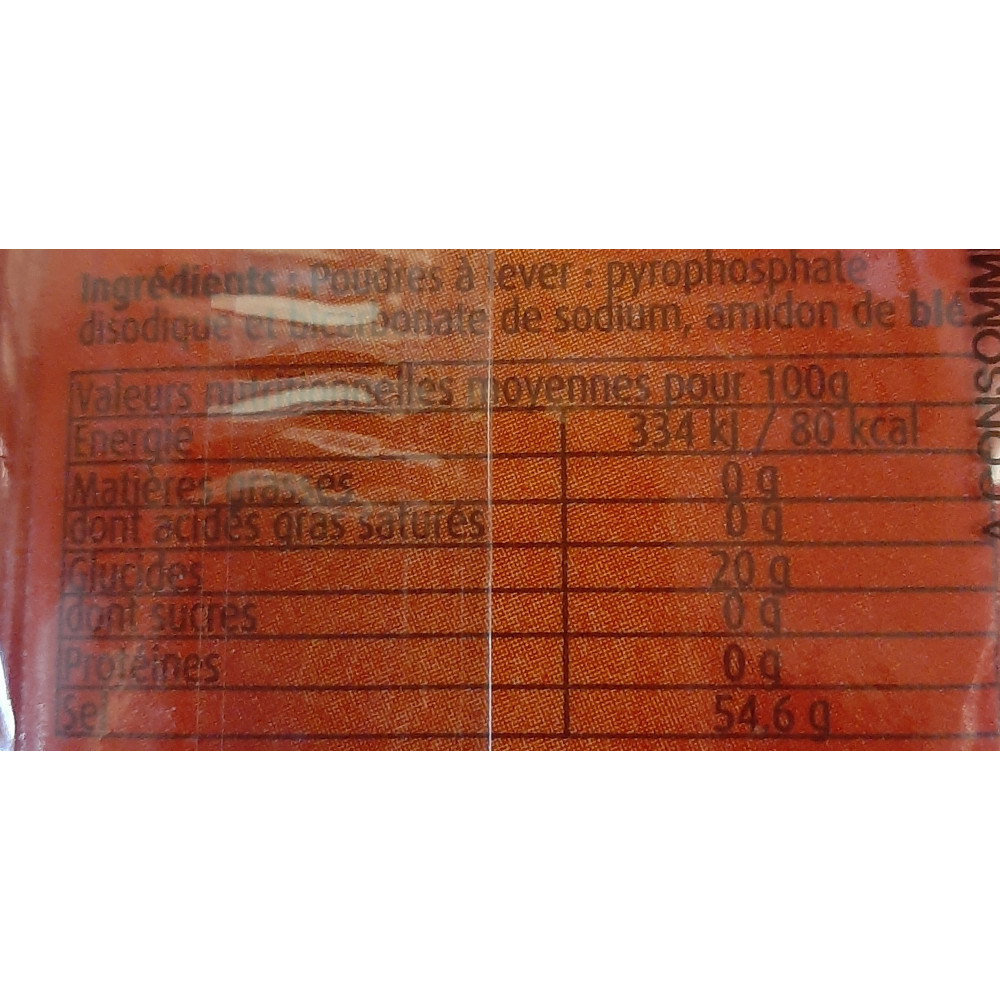 Ingrédients : Poudres à lever : pyrophosphate
disodique et bicarbonate de sodium, amidon de blé
Valeurs nutritionnelles moyennes pour 100g
Energie 334 kJ / 80 kcal
Matières grasses 0 g
dont acides gras saturés 0 g
Glucides 20 g
dont sucres 0 g
Protéines 0 g
Sel 54,6 g
A CONSOMM